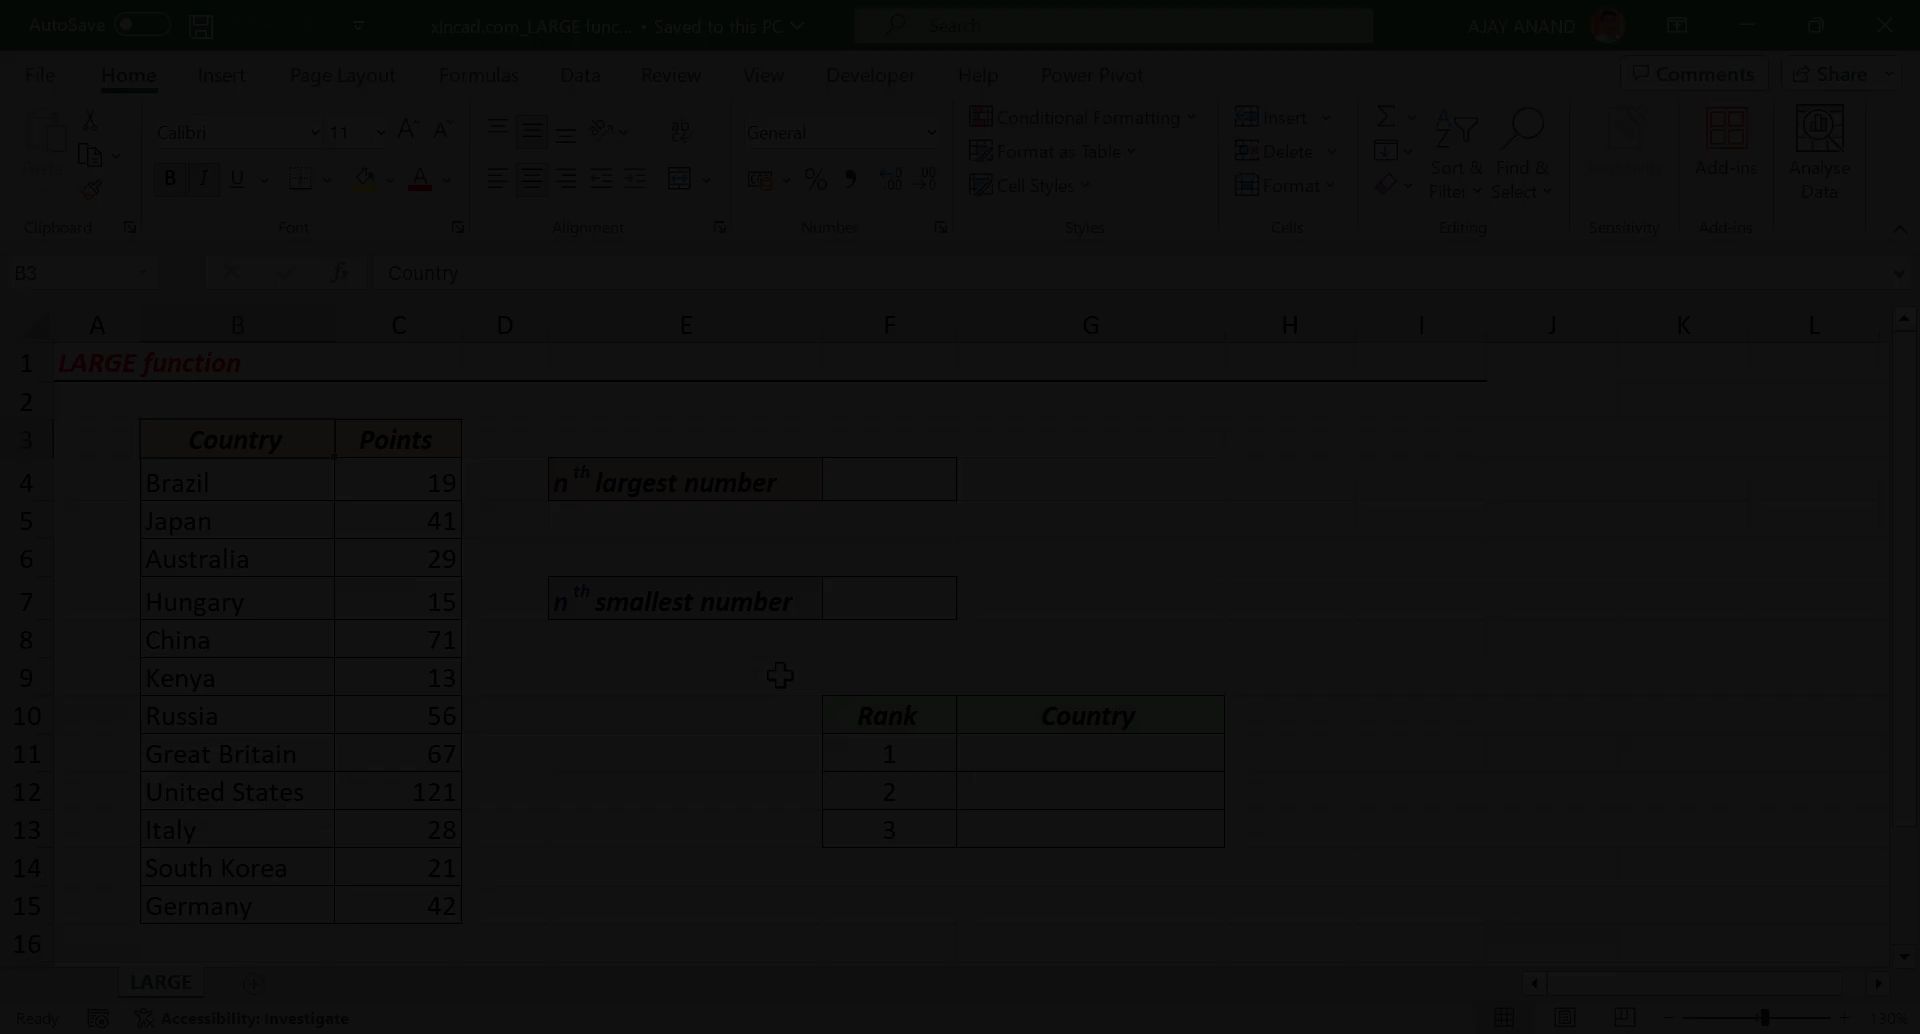 AutoSave xlncad.com_LARGE func... • Saved to this PC Search AJAY ANAND
File Home Insert Page Layout Formulas Data Review View Developer Help Power Pivot Comments Share
Calibri 11 General Conditional Formatting Insert
Format as Table Delete
Cell Styles Format
Sort & Filter Find & Select Sensitivity Add-ins Analyse Data
Clipboard Font Alignment Number Styles Cells Editing Sensitivity Add-ins
B3 fx Country
A B C D E F G H I J K L
1 LARGE function
2
3 Country Points
4 Brazil 19 n th largest number
5 Japan 41
6 Australia 29
7 Hungary 15 n th smallest number
8 China 71
9 Kenya 13
10 Russia 56 Rank Country
11 Great Britain 67 1
12 United States 121 2
13 Italy 28 3
14 South Korea 21
15 Germany 42
16
LARGE
Ready Accessibility: Investigate 130%